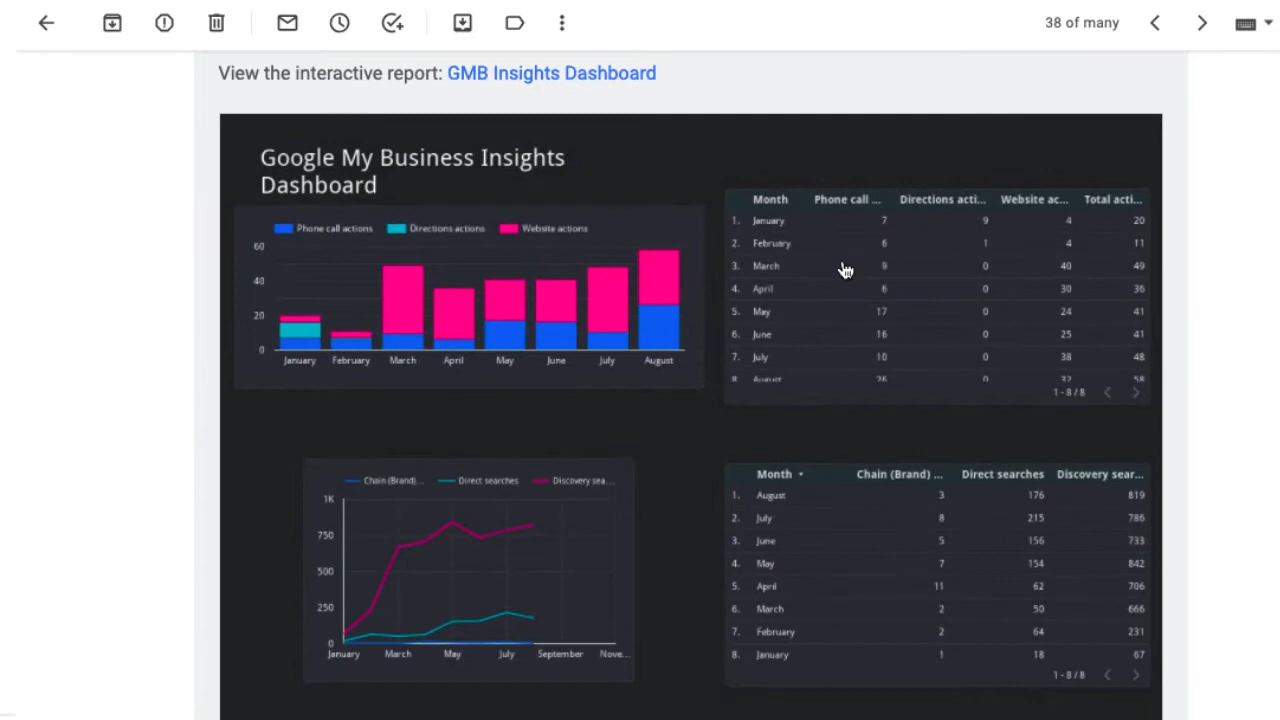 38 of many
View the interactive report: GMB Insights Dashboard
Google My Business Insights
Dashboard
Phone call actions Directions actions Website actions
60
40
20
0
January February March April May June July August
Month Phone call ... Directions acti... Website ac... Total acti...
1. January 7 9 4 20
2. February 6 1 4 11
3. March 9 0 40 49
4. April 6 0 30 36
5. May 17 0 24 41
6. June 16 0 25 41
7. July 10 0 38 48
8. August 26 0 32 58
1 - 8 / 8
Chain (Brand)... Direct searches Discovery sea...
1K
750
500
250
0
January March May July September Nove...
Month Chain (Brand) ... Direct searches Discovery sear...
1. August 3 176 819
2. July 8 215 786
3. June 5 156 733
4. May 7 154 842
5. April 11 62 706
6. March 2 50 666
7. February 2 64 231
8. January 1 18 67
1 - 8 / 8